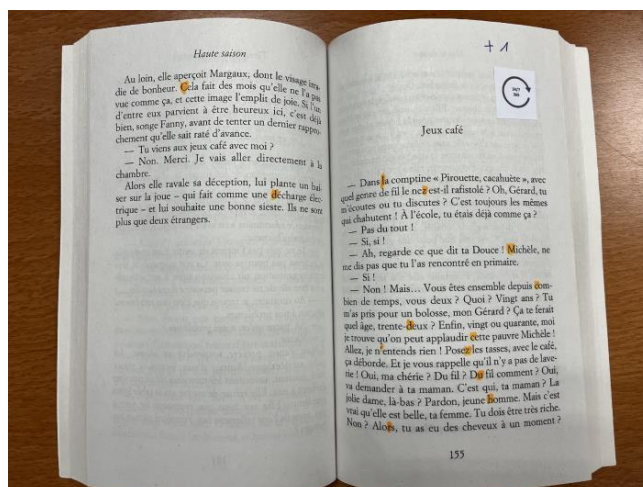 Haute saison
Au loin, elle aperçoit Margaux, dont le visage irra-
die de bonheur. Cela fait des mois qu'elle ne l'a pas
vue comme ça, et cette image l'emplit de joie. Si l'un
d'entre eux parvient à être heureux ici, c'est déjà
bien, songe Fanny, avant de tenter un dernier rappro-
chement qu'elle sait raté d'avance.
— Tu viens aux jeux café avec moi ?
— Non. Merci. Je vais aller directement à la
chambre.
Alors elle ravale sa déception, lui plante un bai-
ser sur la joue – qui fait comme une décharge élec-
trique – et lui souhaite une bonne sieste. Ils ne sont
plus que deux étrangers.
+ 1
Jeux café
— Dans la comptine « Pirouette, cacahuète », avec
quel genre de fil le nez est-il rafistolé ? Oh, Gérard, tu
m'écoutes ou tu discutes ? C'est toujours les mêmes
qui chahutent ! À l'école, tu étais déjà comme ça ?
— Pas du tout !
— Si, si !
— Ah, regarde ce que dit ta Douce ! Michèle, ne
me dis pas que tu l'as rencontré en primaire.
— Si !
— Non ! Mais… Vous êtes ensemble depuis com-
bien de temps, vous deux ? Quoi ? Vingt ans ? Tu
m'as pris pour un bolosse, mon Gérard ? Ça te ferait
quel âge, trente-deux ? Enfin, vingt ou quarante, moi
je trouve qu'on peut applaudir cette pauvre Michèle !
Allez, je n'entends rien ! Posez les tasses, avec le café,
ça déborde. Et je vous rappelle qu'il n'y a pas de lave-
rie ! Oui, ma chérie ? Du fil ? Du fil comment ? Oui,
va demander à ta maman. C'est qui, ta maman ? La
jolie dame, là-bas ? Pardon, jeune homme. Mais c'est
vrai qu'elle est belle, ta femme. Tu dois être très riche.
Non ? Alors, tu as eu des cheveux à un moment ?
155